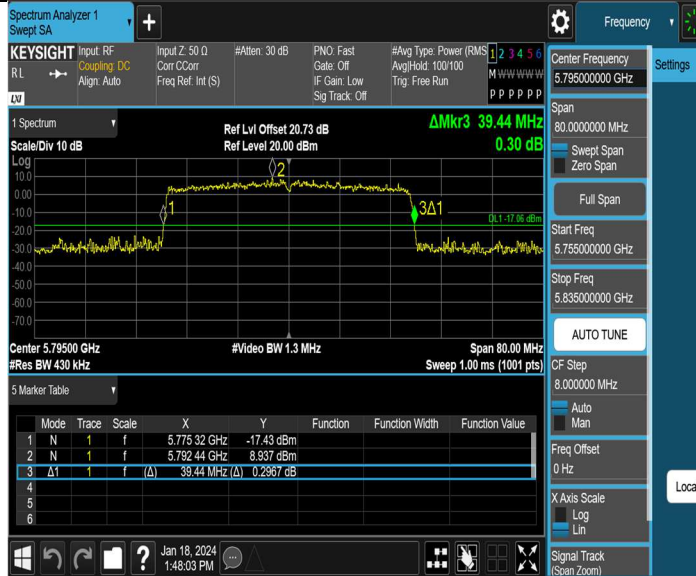 Spectrum Analyzer 1
Swept SA
+
Frequency
KEYSIGHT
RL
LXI
Input: RF
Coupling: DC
Align: Auto
Input Z: 50 Ω
Corr CCorr
Freq Ref: Int (S)
#Atten: 30 dB
PNO: Fast
Gate: Off
IF Gain: Low
Sig Track: Off
#Avg Type: Power (RMS
Avg|Hold: 100/100
Trig: Free Run
1 2 3 4 5 6
M W W W W W
P P P P P P
1 Spectrum
Scale/Div 10 dB
Ref Lvl Offset 20.73 dB
Ref Level 20.00 dBm
ΔMkr3 39.44 MHz
0.30 dB
Log
10.0
0.00
-10.0
-20.0
-30.0
-40.0
-50.0
-60.0
-70.0
2
1
3Δ1
DL1 -17.06 dBm
Center 5.79500 GHz
#Res BW 430 kHz
#Video BW 1.3 MHz
Span 80.00 MHz
Sweep 1.00 ms (1001 pts)
5 Marker Table
Mode Trace Scale X Y Function Function Width Function Value
1 N 1 f 5.775 32 GHz -17.43 dBm
2 N 1 f 5.792 44 GHz 8.937 dBm
3 Δ1 1 f (Δ) 39.44 MHz (Δ) 0.2967 dB
4
5
6
?
Jan 18, 2024
1:48:03 PM
Center Frequency
5.795000000 GHz
Span
80.0000000 MHz
Swept Span
Zero Span
Full Span
Start Freq
5.755000000 GHz
Stop Freq
5.835000000 GHz
AUTO TUNE
CF Step
8.000000 MHz
Auto
Man
Freq Offset
0 Hz
X Axis Scale
Log
Lin
Signal Track
(Span Zoom)
Settings
Loca